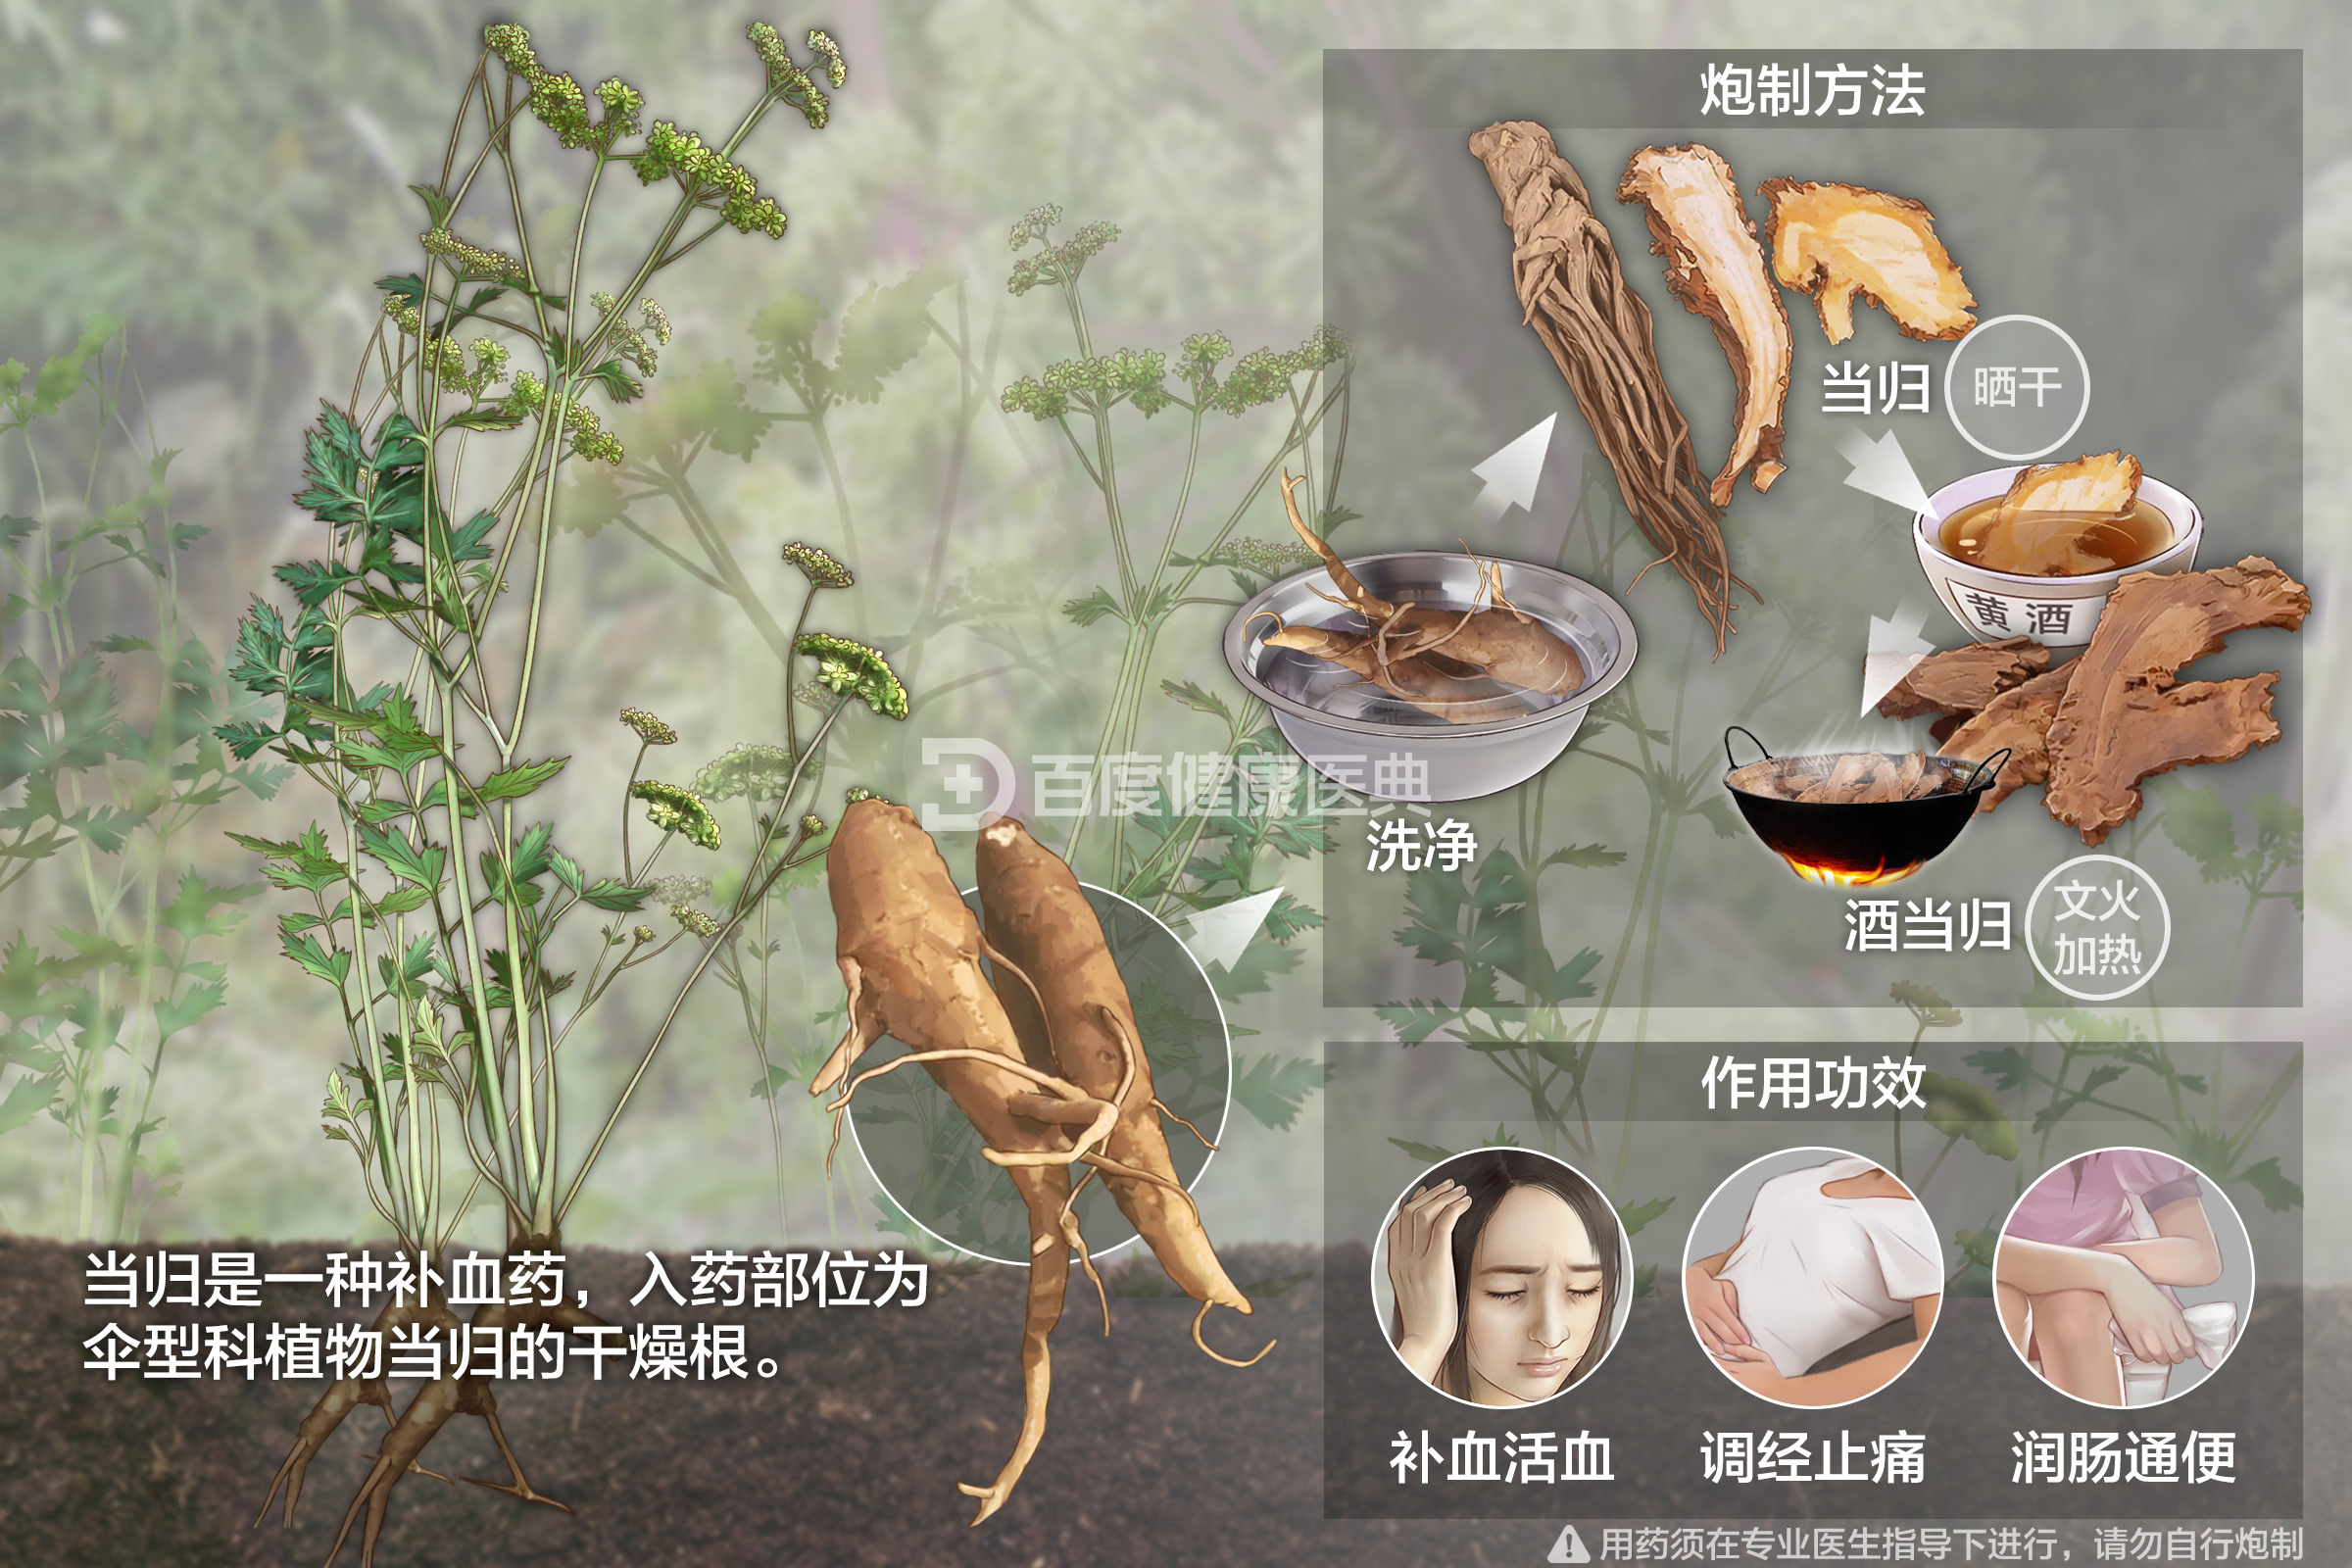 炮制方法
当归
晒干
黄酒
百度健康医典
洗净
酒当归
文火
加热
作用功效
当归是一种补血药，入药部位为
伞型科植物当归的干燥根。
补血活血
调经止痛
润肠通便
用药须在专业医生指导下进行，请勿自行炮制